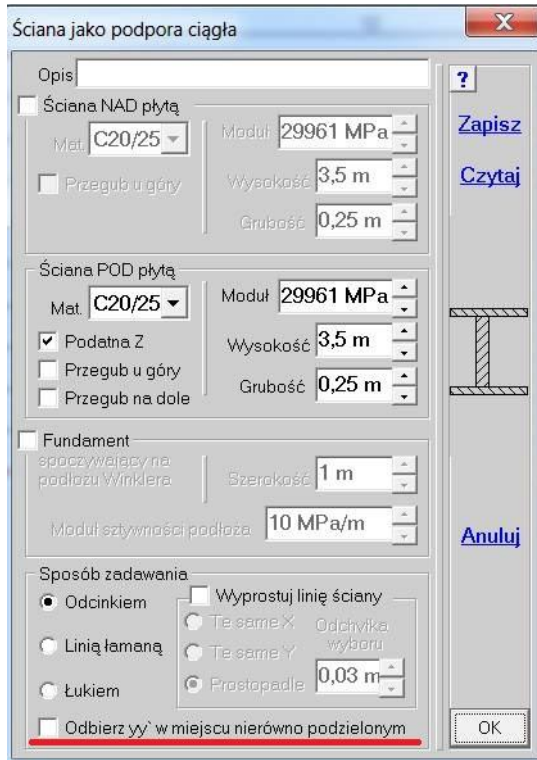 Ściana jako podpora ciągła
X
Opis
?
Ściana NAD płytą
Mat. C20/25
Moduł 29961 MPa
Przegub u góry
Wysokość 3,5 m
Grubość 0,25 m
Zapisz
Czytaj
Ściana POD płytą
Mat. C20/25
Moduł 29961 MPa
Podatna Z
Wysokość 3,5 m
Przegub u góry
Grubość 0,25 m
Przegub na dole
Fundament
spoczywający na
podłożu Winklera
Szerokość 1 m
Moduł sztywności podłoża 10 MPa/m
Anuluj
Sposób zadawania
Odcinkiem
Wyprostuj linię ściany
Te same X
Odchyłka
wyboru
Linią łamaną
Te same Y
Łukiem
Prostopadle
0,03 m
Odbierz yy` w miejscu nierówno podzielonym
OK